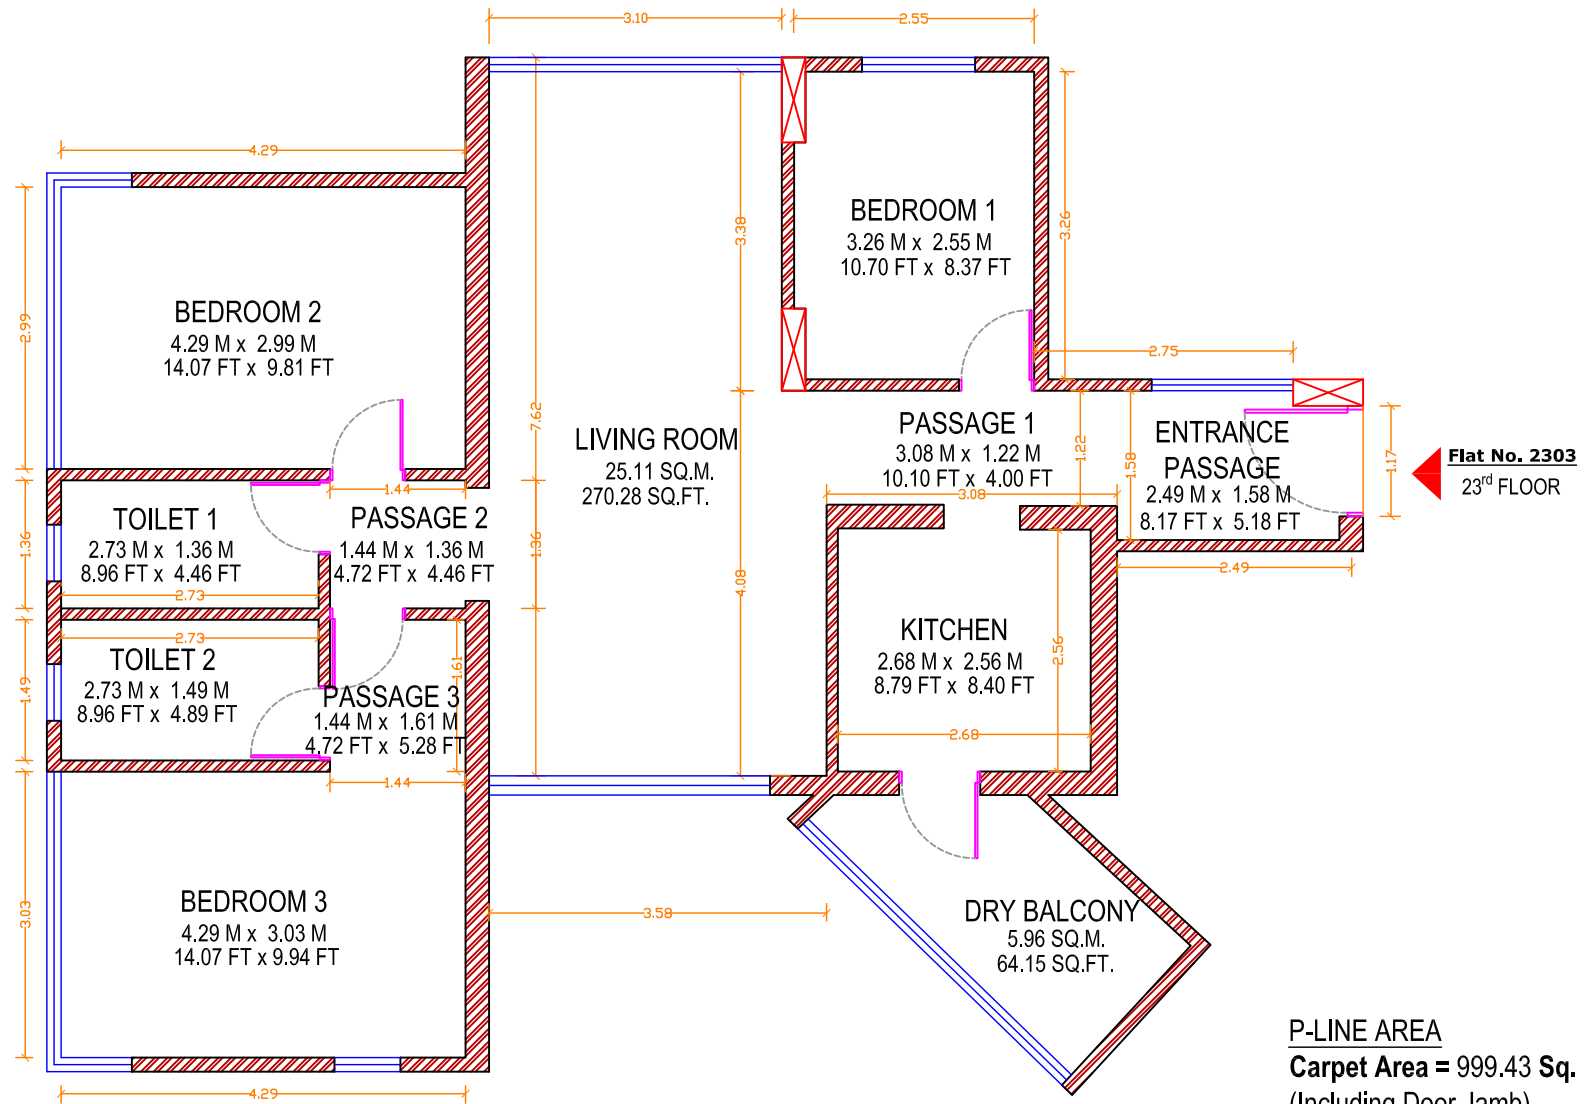 3.10
2.55
4.29
3.38
3.26
BEDROOM 1
3.26 M x 2.55 M
10.70 FT x 8.37 FT
BEDROOM 2
4.29 M x 2.99 M
14.07 FT x 9.81 FT
2.99
2.75
7.62
LIVING ROOM
25.11 SQ.M.
270.28 SQ.FT.
PASSAGE 1
3.08 M x 1.22 M
10.10 FT x 4.00 FT
3.08
1.22
1.58
ENTRANCE
PASSAGE
2.49 M x 1.58 M
8.17 FT x 5.18 FT
1.17
Flat No. 2303
23rd FLOOR
1.44
TOILET 1
2.73 M x 1.36 M
8.96 FT x 4.46 FT
2.73
1.36
PASSAGE 2
1.44 M x 1.36 M
4.72 FT x 4.46 FT
1.36
4.08
2.49
2.73
TOILET 2
2.73 M x 1.49 M
8.96 FT x 4.89 FT
1.49
1.61
PASSAGE 3
1.44 M x 1.61 M
4.72 FT x 5.28 FT
1.44
KITCHEN
2.68 M x 2.56 M
8.79 FT x 8.40 FT
2.56
2.68
BEDROOM 3
4.29 M x 3.03 M
14.07 FT x 9.94 FT
3.03
3.58
DRY BALCONY
5.96 SQ.M.
64.15 SQ.FT.
4.29
P-LINE AREA
Carpet Area = 999.43 Sq.
(Including Door Jamb)